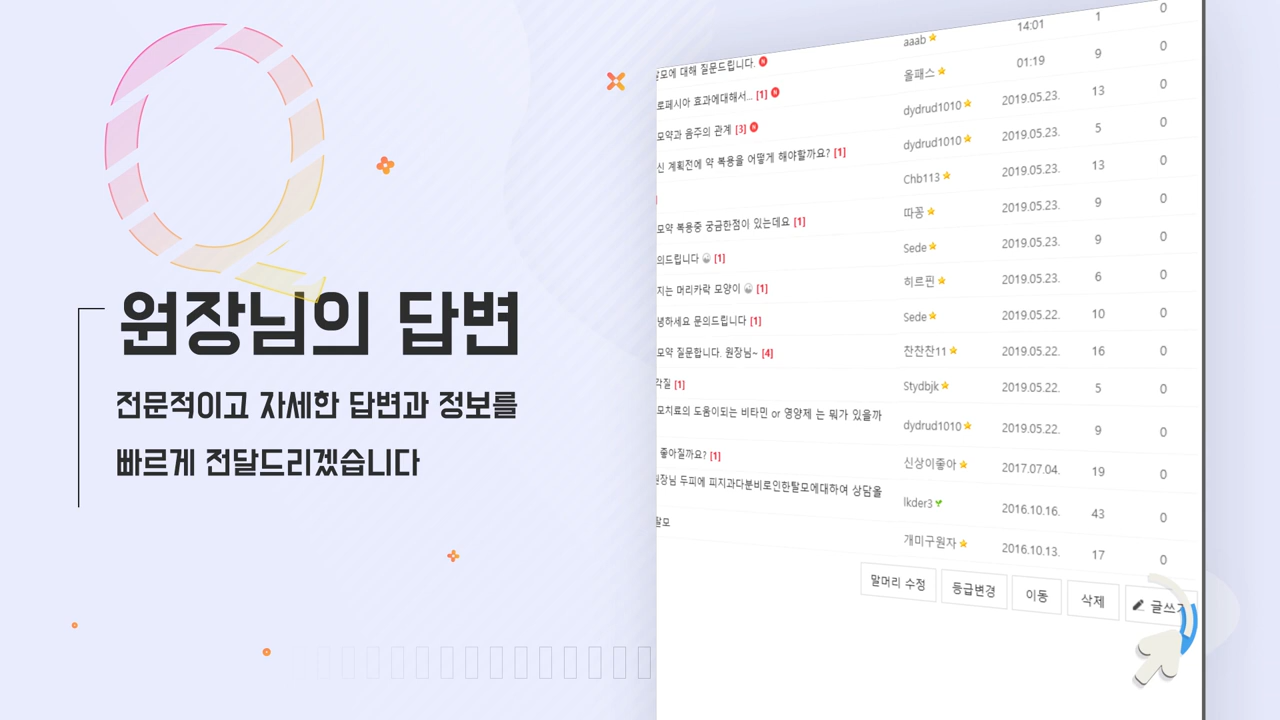 Q
원장님의 답변
전문적이고 자세한 답변과 정보를
빠르게 전달드리겠습니다
탈모에 대해 질문드립니다. aaab 14:01 1 0
로페시아 효과에대해서... [1] 올패스 01:19 9 0
모약과 음주의 관계 [3] dydrud1010 2019.05.23. 13 0
신 계획전에 약 복용을 어떻게 해야할까요? [1] dydrud1010 2019.05.23. 5 0
Chb113 2019.05.23. 13 0
모약 복용중 궁금한점이 있는데요 [1] 따꽁 2019.05.23. 9 0
의드립니다 [1] Sede 2019.05.23. 9 0
지는 머리카락 모양이 [1] 히르핀 2019.05.23. 6 0
녕하세요 문의드립니다 [1] Sede 2019.05.22. 10 0
모약 질문합니다. 원장님~ [4] 찬찬찬11 2019.05.22. 16 0
각질 [1] Stydbjk 2019.05.22. 5 0
모치료의 도움이되는 비타민 or 영양제 는 뭐가 있을까 dydrud1010 2019.05.22. 9 0
좋아질까요? [1] 신상이좋아 2017.07.04. 19 0
원장님 두피에 피지과다분비로인한탈모에대하여 상담을 lkder3 2016.10.16. 43 0
탈모 개미구원자 2016.10.13. 17 0
말머리 수정 등급변경 이동 삭제 글쓰기